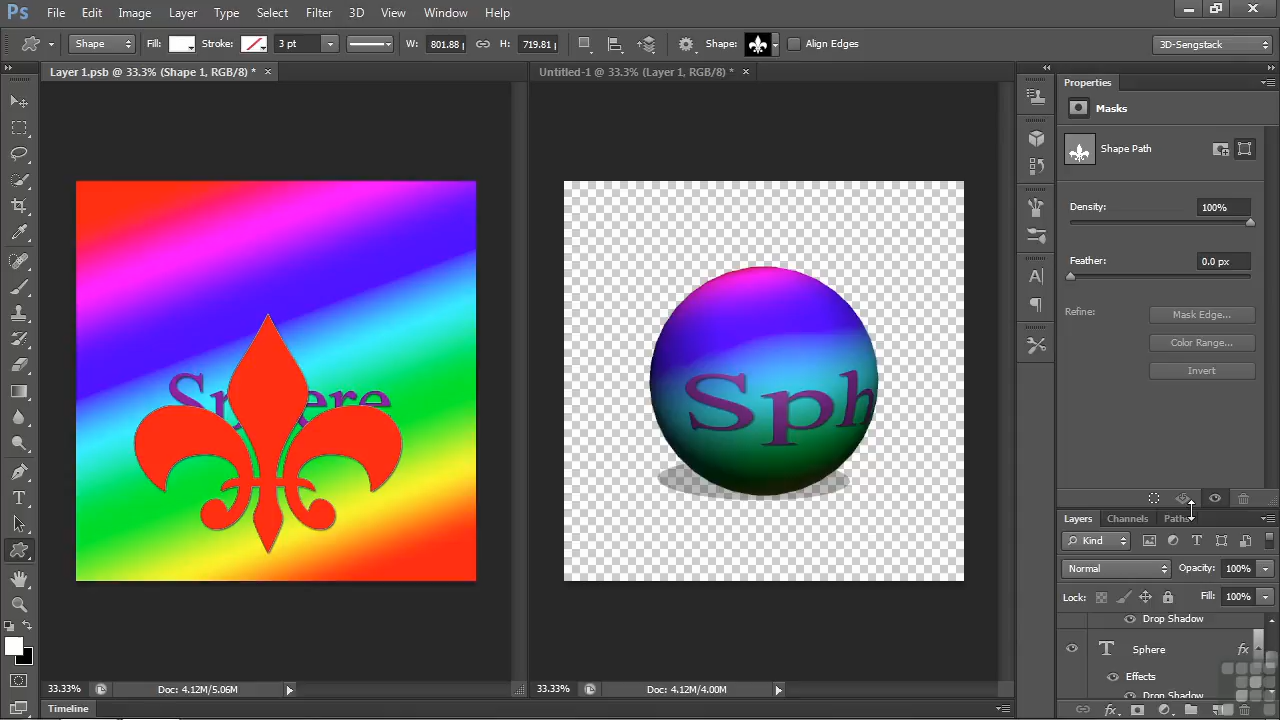 Ps File Edit Image Layer Type Select Filter 3D View Window Help
Shape Fill: Stroke: 3 pt W: 801.88 H: 719.81 Shape: Align Edges 3D-Sengstack
Layer 1.psb @ 33.3% (Shape 1, RGB/8) * × Untitled-1 @ 33.3% (Layer 1, RGB/8) * ×
Properties
Masks
Shape Path
Density: 100%
Feather: 0.0 px
Refine: Mask Edge...
Color Range...
Invert
Sph
Layers Channels Paths
Kind
Normal Opacity: 100%
Lock: Fill: 100%
Drop Shadow
T Sphere fx
Effects
Drop Shadow
33.33% Doc: 4.12M/5.06M 33.33% Doc: 4.12M/4.00M
Timeline